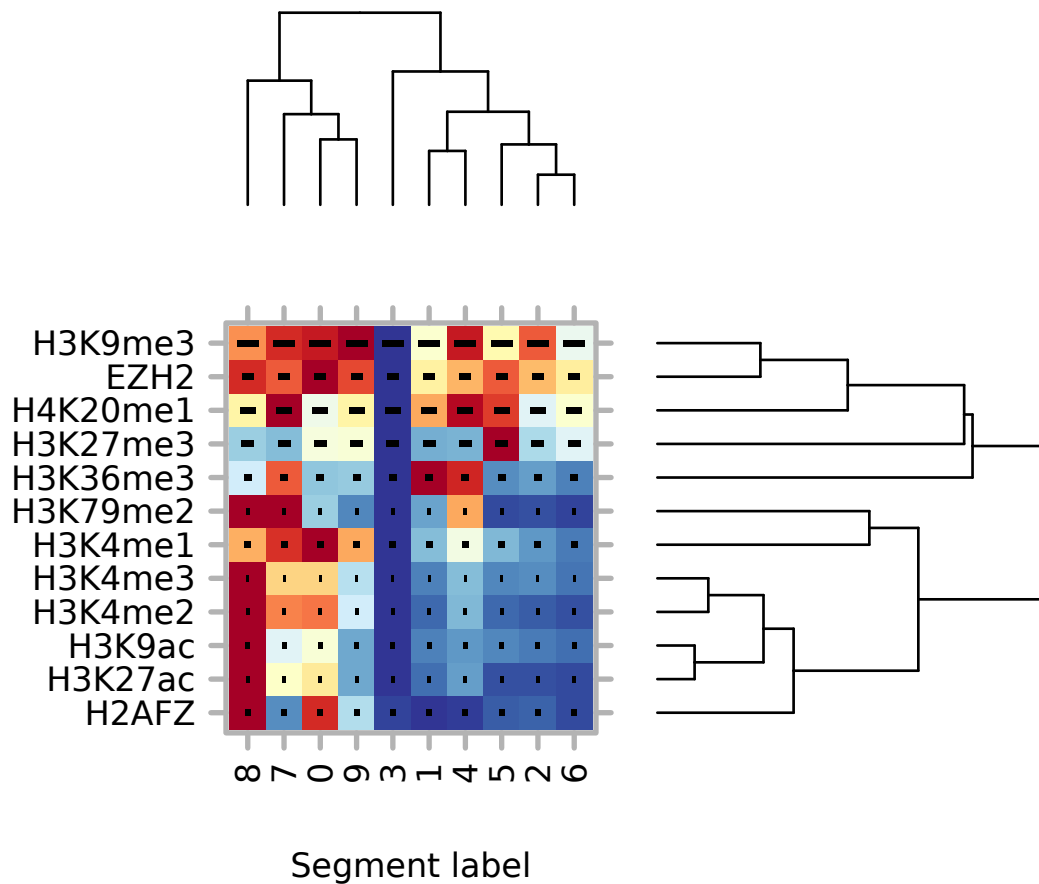 H3K9me3
EZH2
H4K20me1
H3K27me3
H3K36me3
H3K79me2
H3K4me1
H3K4me3
H3K4me2
H3K9ac
H3K27ac
H2AFZ
8 7 0 9 3 1 4 5 2 6
Segment label